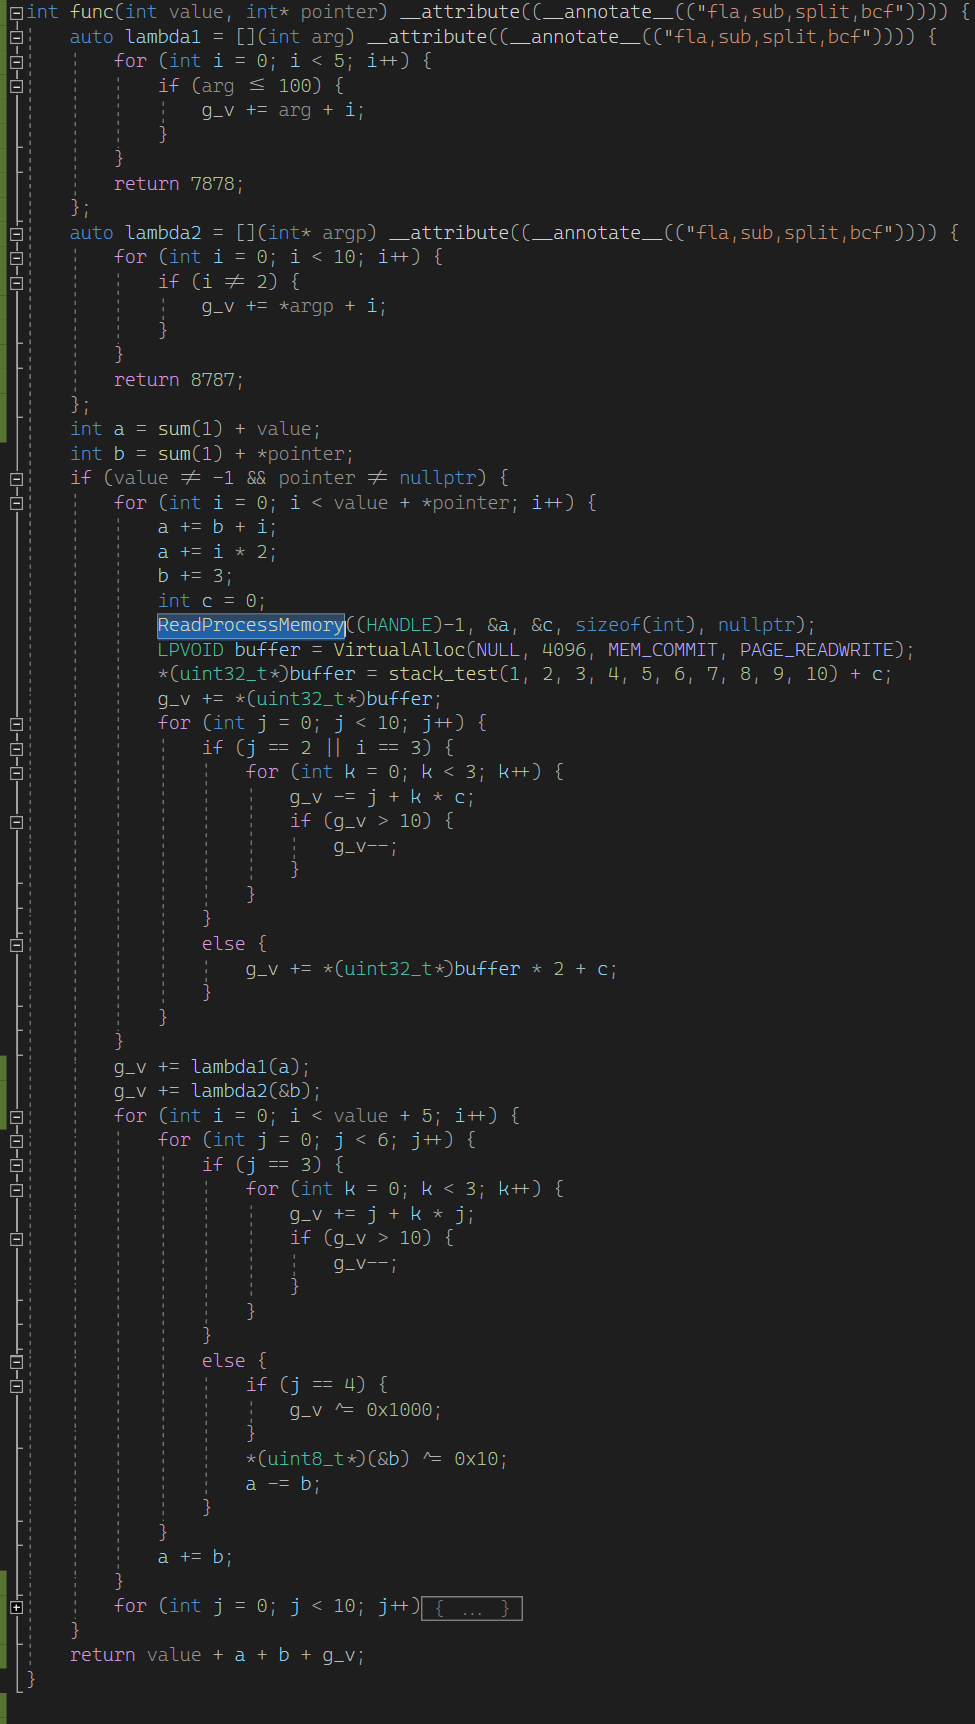 int func(int value, int* pointer) __attribute((__annotate__(("fla,sub,split,bcf")))) {
    auto lambda1 = [](int arg) __attribute((__annotate__(("fla,sub,split,bcf")))) {
        for (int i = 0; i < 5; i++) {
            if (arg ≤ 100) {
                g_v += arg + i;
            }
        }
        return 7878;
    };
    auto lambda2 = [](int* argp) __attribute((__annotate__(("fla,sub,split,bcf")))) {
        for (int i = 0; i < 10; i++) {
            if (i ≠ 2) {
                g_v += *argp + i;
            }
        }
        return 8787;
    };
    int a = sum(1) + value;
    int b = sum(1) + *pointer;
    if (value ≠ -1 && pointer ≠ nullptr) {
        for (int i = 0; i < value + *pointer; i++) {
            a += b + i;
            a += i * 2;
            b += 3;
            int c = 0;
            ReadProcessMemory((HANDLE)-1, &a, &c, sizeof(int), nullptr);
            LPVOID buffer = VirtualAlloc(NULL, 4096, MEM_COMMIT, PAGE_READWRITE);
            *(uint32_t*)buffer = stack_test(1, 2, 3, 4, 5, 6, 7, 8, 9, 10) + c;
            g_v += *(uint32_t*)buffer;
            for (int j = 0; j < 10; j++) {
                if (j == 2 || i == 3) {
                    for (int k = 0; k < 3; k++) {
                        g_v -= j + k * c;
                        if (g_v > 10) {
                            g_v--;
                        }
                    }
                }
                else {
                    g_v += *(uint32_t*)buffer * 2 + c;
                }
            }
        }
        g_v += lambda1(a);
        g_v += lambda2(&b);
        for (int i = 0; i < value + 5; i++) {
            for (int j = 0; j < 6; j++) {
                if (j == 3) {
                    for (int k = 0; k < 3; k++) {
                        g_v += j + k * j;
                        if (g_v > 10) {
                            g_v--;
                        }
                    }
                }
                else {
                    if (j == 4) {
                        g_v ^= 0x1000;
                    }
                    *(uint8_t*)(&b) ^= 0x10;
                    a -= b;
                }
            }
            a += b;
        }
        for (int j = 0; j < 10; j++){ ... }
    }
    return value + a + b + g_v;
}